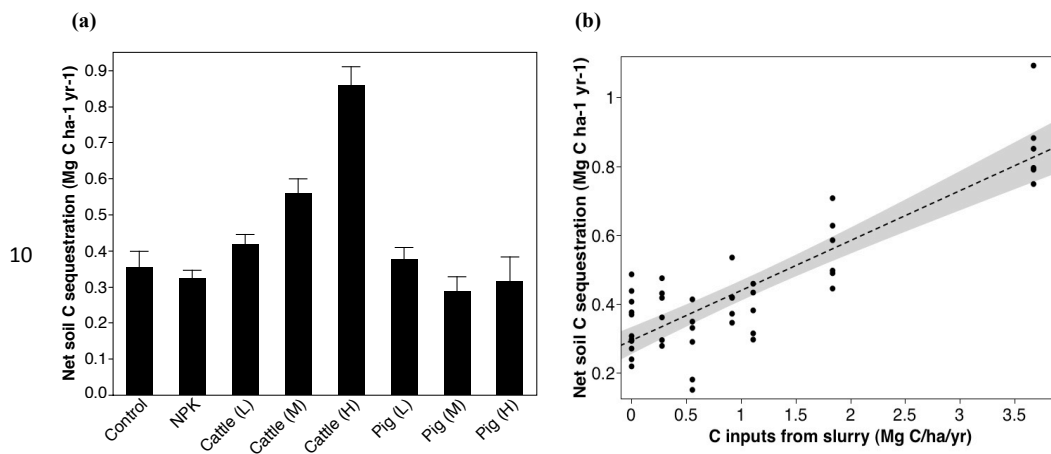 (a)
Net soil C sequestration (Mg C ha-1 yr-1)
0.9
0.8
0.7
0.6
0.5
0.4
0.3
0.2
0.1
0.0
Control
NPK
Cattle (L)
Cattle (M)
Cattle (H)
Pig (L)
Pig (M)
Pig (H)
10
(b)
Net soil C sequestration (Mg C ha-1 yr-1)
1
0.8
0.6
0.4
0.2
0
0.5
1
1.5
2
2.5
3
3.5
C inputs from slurry (Mg C/ha/yr)